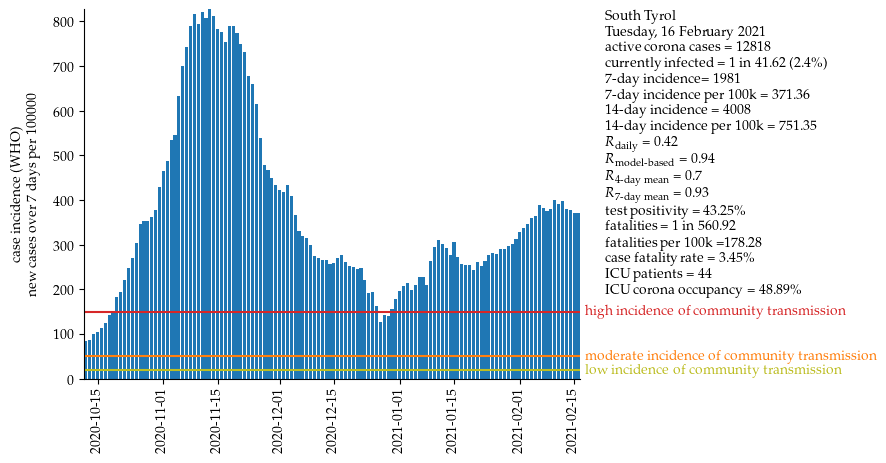 South Tyrol
Tuesday, 16 February 2021
active corona cases = 12818
currently infected = 1 in 41.62 (2.4%)
7-day incidence= 1981
7-day incidence per 100k = 371.36
14-day incidence = 4008
14-day incidence per 100k = 751.35
Rdaily = 0.42
Rmodel-based = 0.94
R4-day mean = 0.7
R7-day mean = 0.93
test positivity = 43.25%
fatalities = 1 in 560.92
fatalities per 100k =178.28
case fatality rate = 3.45%
ICU patients = 44
ICU corona occupancy = 48.89%
high incidence of community transmission
moderate incidence of community transmission
low incidence of community transmission
case incidence (WHO)
new cases over 7 days per 100000
800
700
600
500
400
300
200
100
0
2020-10-15
2020-11-01
2020-11-15
2020-12-01
2020-12-15
2021-01-01
2021-01-15
2021-02-01
2021-02-15